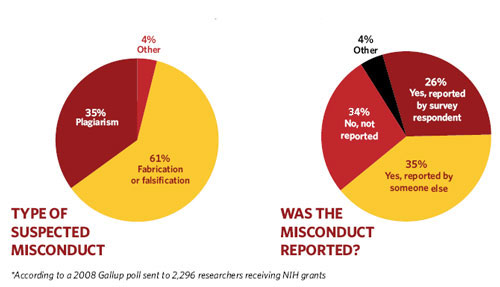 4%
Other
35%
Plagiarism
61%
Fabrication
or falsification
TYPE OF
SUSPECTED
MISCONDUCT
4%
Other
26%
Yes, reported
by survey
respondent
34%
No, not
reported
35%
Yes, reported by
someone else
WAS THE
MISCONDUCT
REPORTED?
*According to a 2008 Gallup poll sent to 2,296 researchers receiving NIH grants